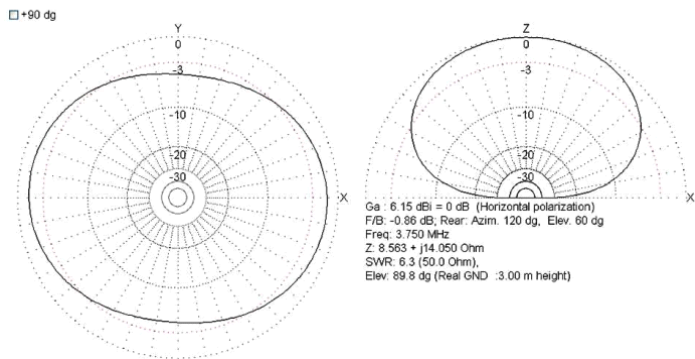 +90 dg
Y
0
-3
-10
-20
-30
X
Z
0
-3
-10
-20
-30
X
Ga : 6.15 dBi = 0 dB (Horizontal polarization)
F/B: -0.86 dB; Rear: Azim. 120 dg, Elev. 60 dg
Freq: 3.750 MHz
Z: 8.563 + j14.050 Ohm
SWR: 6.3 (50.0 Ohm),
Elev: 89.8 dg (Real GND :3.00 m height)